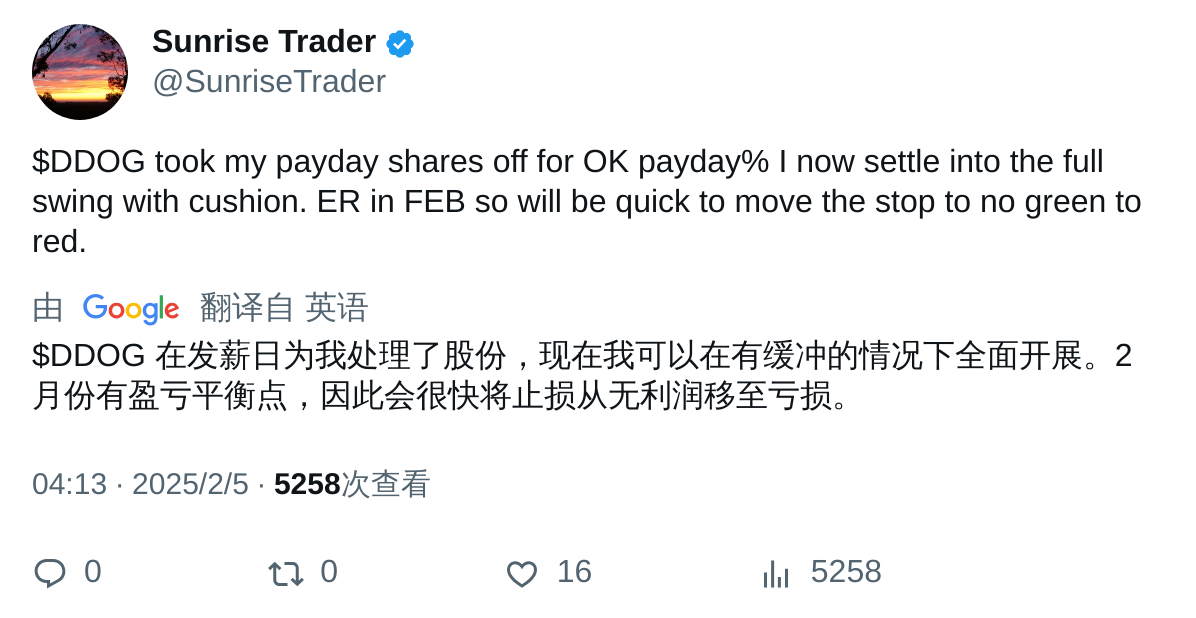 Sunrise Trader
@SunriseTrader
$DDOG took my payday shares off for OK payday% I now settle into the full
swing with cushion. ER in FEB so will be quick to move the stop to no green to
red.
由 Google 翻译自 英语
$DDOG 在发薪日为我处理了股份，现在我可以在有缓冲的情况下全面开展。2
月份有盈亏平衡点，因此会很快将止损从无利润移至亏损。
04:13 · 2025/2/5 · 5258次查看
0 0 16 5258